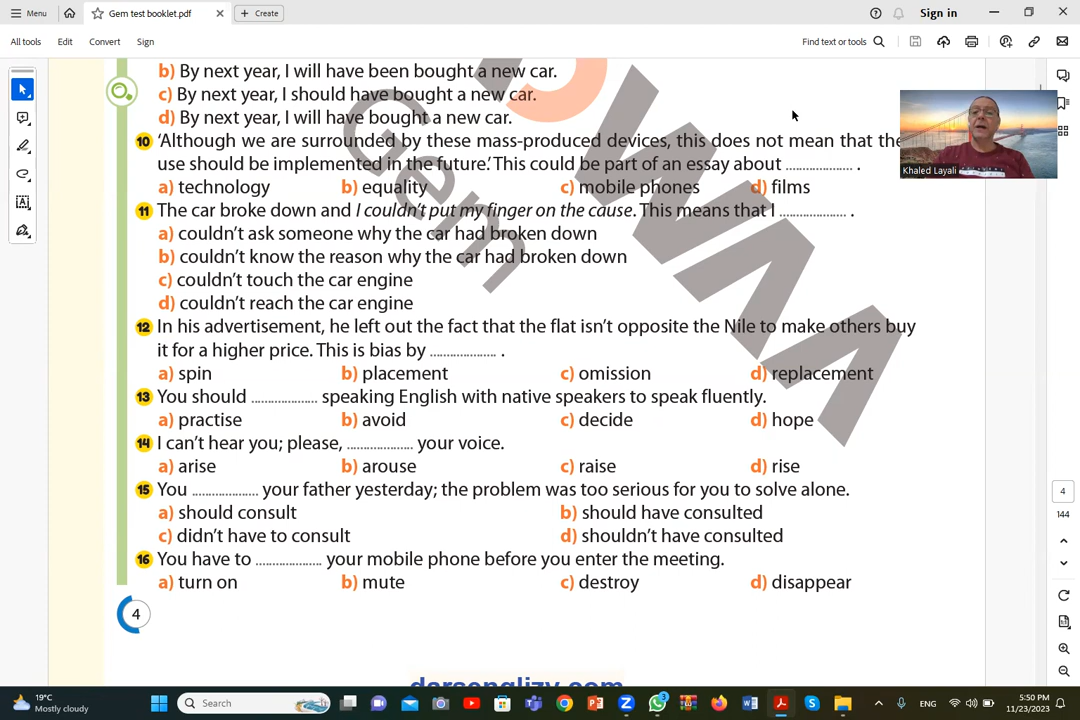 Menu
Gem test booklet.pdf
Create
Sign in
All tools
Edit
Convert
Sign
Find text or tools
b) By next year, I will have been bought a new car.
c) By next year, I should have bought a new car.
d) By next year, I will have bought a new car.
10 ‘Although we are surrounded by these mass-produced devices, this does not mean that the
use should be implemented in the future.’ This could be part of an essay about .................... .
a) technology b) equality c) mobile phones d) films
11 The car broke down and I couldn’t put my finger on the cause. This means that I .................... .
a) couldn’t ask someone why the car had broken down
b) couldn’t know the reason why the car had broken down
c) couldn’t touch the car engine
d) couldn’t reach the car engine
12 In his advertisement, he left out the fact that the flat isn’t opposite the Nile to make others buy
it for a higher price. This is bias by .................... .
a) spin b) placement c) omission d) replacement
13 You should .................... speaking English with native speakers to speak fluently.
a) practise b) avoid c) decide d) hope
14 I can’t hear you; please, .................... your voice.
a) arise b) arouse c) raise d) rise
15 You .................... your father yesterday; the problem was too serious for you to solve alone.
a) should consult b) should have consulted
c) didn’t have to consult d) shouldn’t have consulted
16 You have to .................... your mobile phone before you enter the meeting.
a) turn on b) mute c) destroy d) disappear
4
Gem
Khaled Layali
4
144
19°C
Mostly cloudy
Search
3
ENG
5:50 PM
11/23/2023